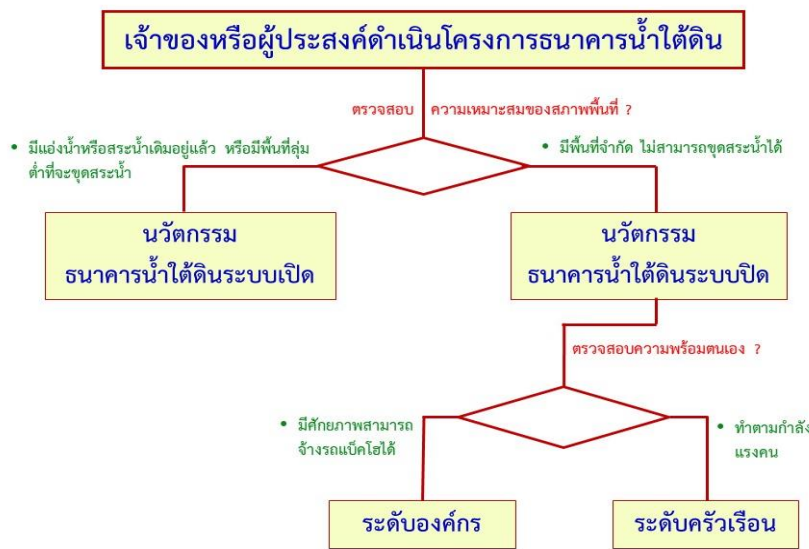 เจ้าของหรือผู้ประสงค์ดำเนินโครงการธนาคารน้ำใต้ดิน
ตรวจสอบ ความเหมาะสมของสภาพพื้นที่ ?
• มีแอ่งน้ำหรือสระน้ำเดิมอยู่แล้ว หรือมีพื้นที่ลุ่ม
ต่ำที่จะขุดสระน้ำ
• มีพื้นที่จำกัด ไม่สามารถขุดสระน้ำได้
นวัตกรรม
ธนาคารน้ำใต้ดินระบบเปิด
นวัตกรรม
ธนาคารน้ำใต้ดินระบบปิด
ตรวจสอบความพร้อมตนเอง ?
• มีศักยภาพสามารถ
จ้างรถแบ็คโฮได้
• ทำตามกำลัง
แรงคน
ระดับองค์กร
ระดับครัวเรือน